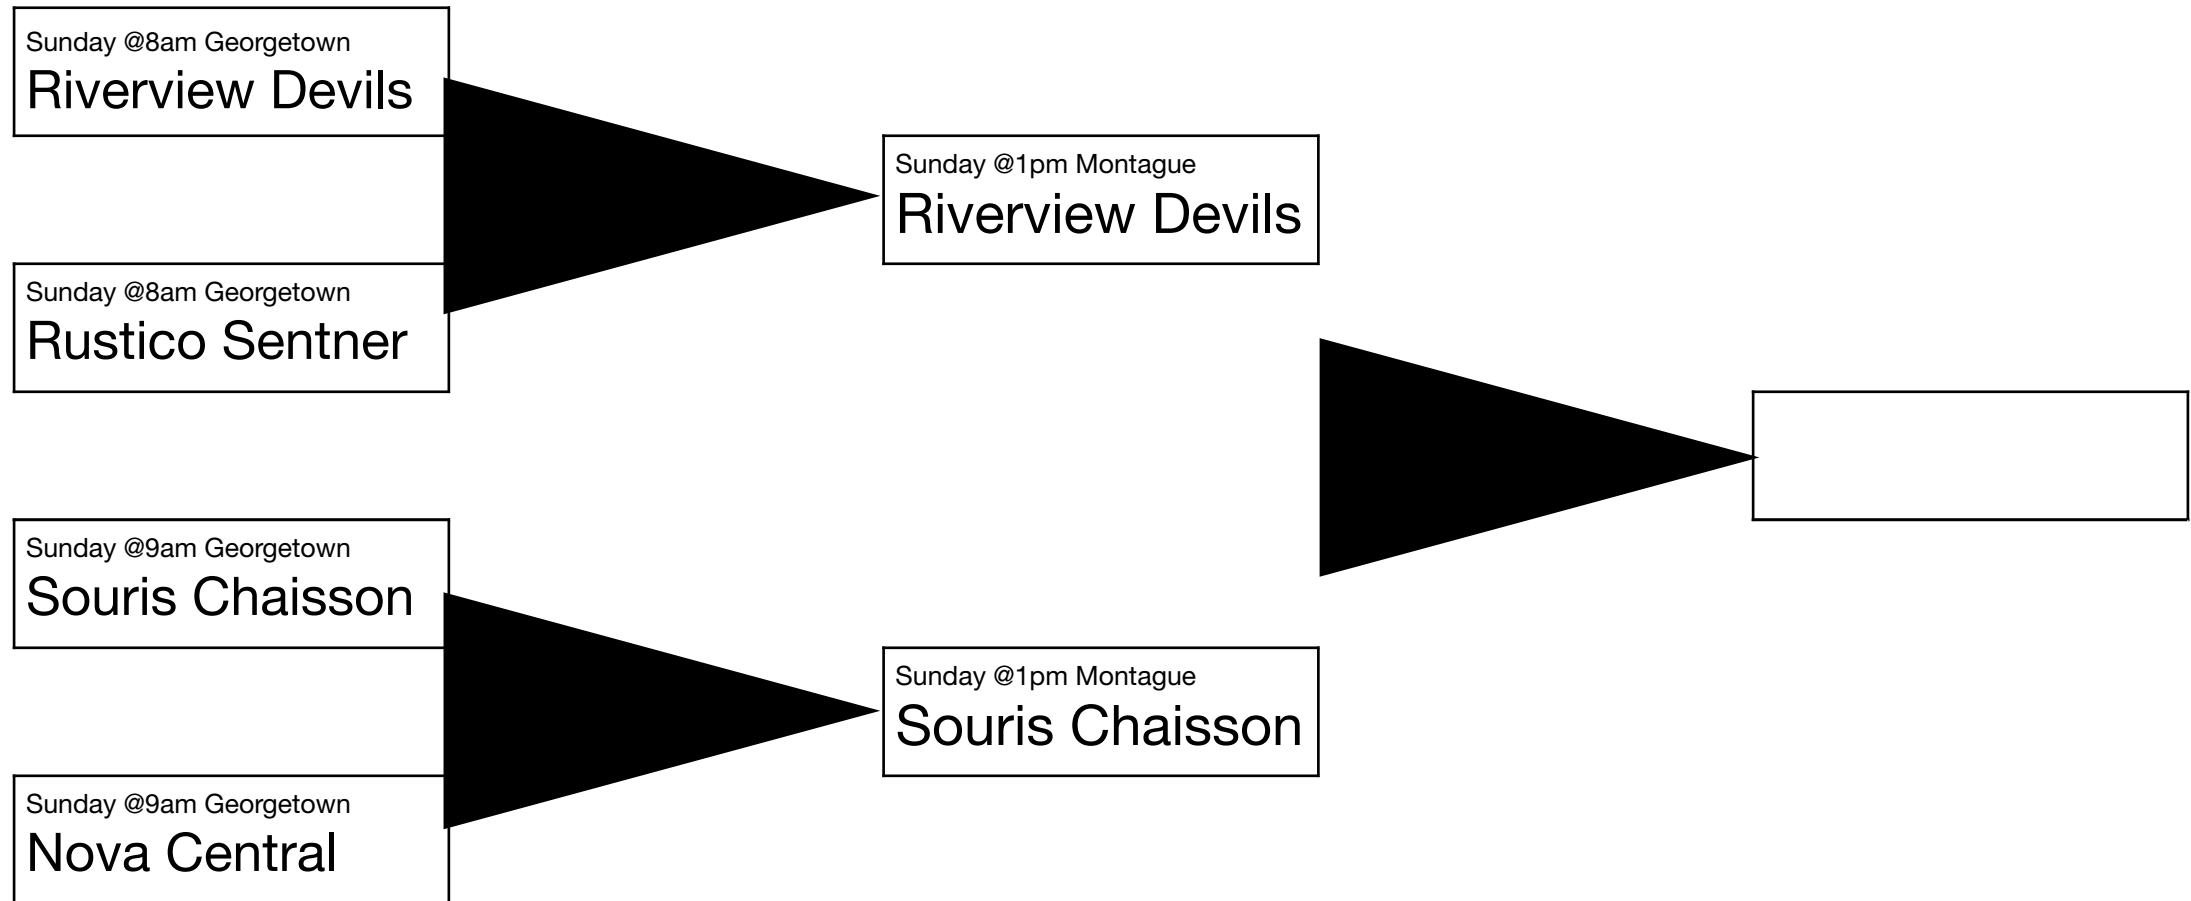 Sunday @8am Georgetown
Riverview Devils
Sunday @8am Georgetown
Rustico Sentner
Sunday @9am Georgetown
Souris Chaisson
Sunday @9am Georgetown
Nova Central
Sunday @1pm Montague
Riverview Devils
Sunday @1pm Montague
Souris Chaisson